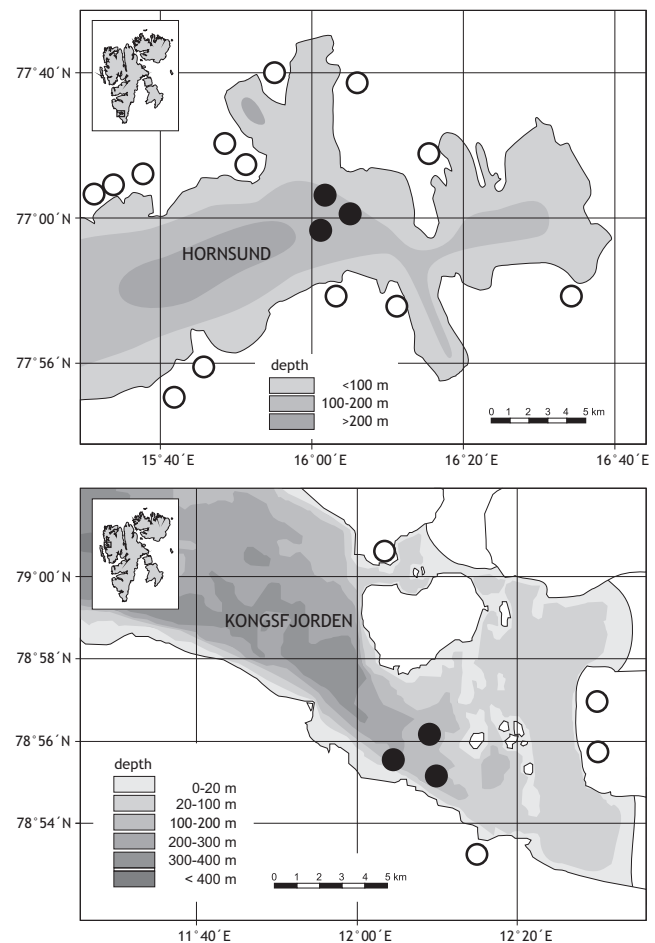 77°40´N
77°00´N
HORNSUND
77°56´N
depth
<100 m
100-200 m
>200 m
0 1 2 3 4 5 km
15°40´E 16°00´E 16°20´E 16°40´E
79°00´N
KONGSFJORDEN
78°58´N
78°56´N
depth
0-20 m
20-100 m
100-200 m
200-300 m
300-400 m
< 400 m
78°54´N
0 1 2 3 4 5 km
11°40´E 12°00´E 12°20´E